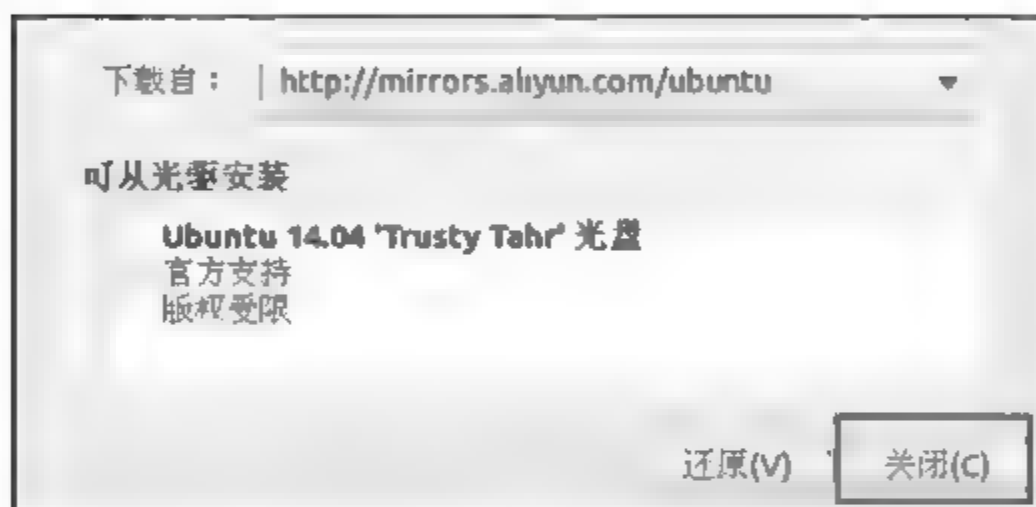 下载自： http://mirrors.aliyun.com/ubuntu
可从光驱安装
Ubuntu 14.04 'Trusty Tahr' 光盘
官方支持
版权受限
还原(V) 关闭(C)